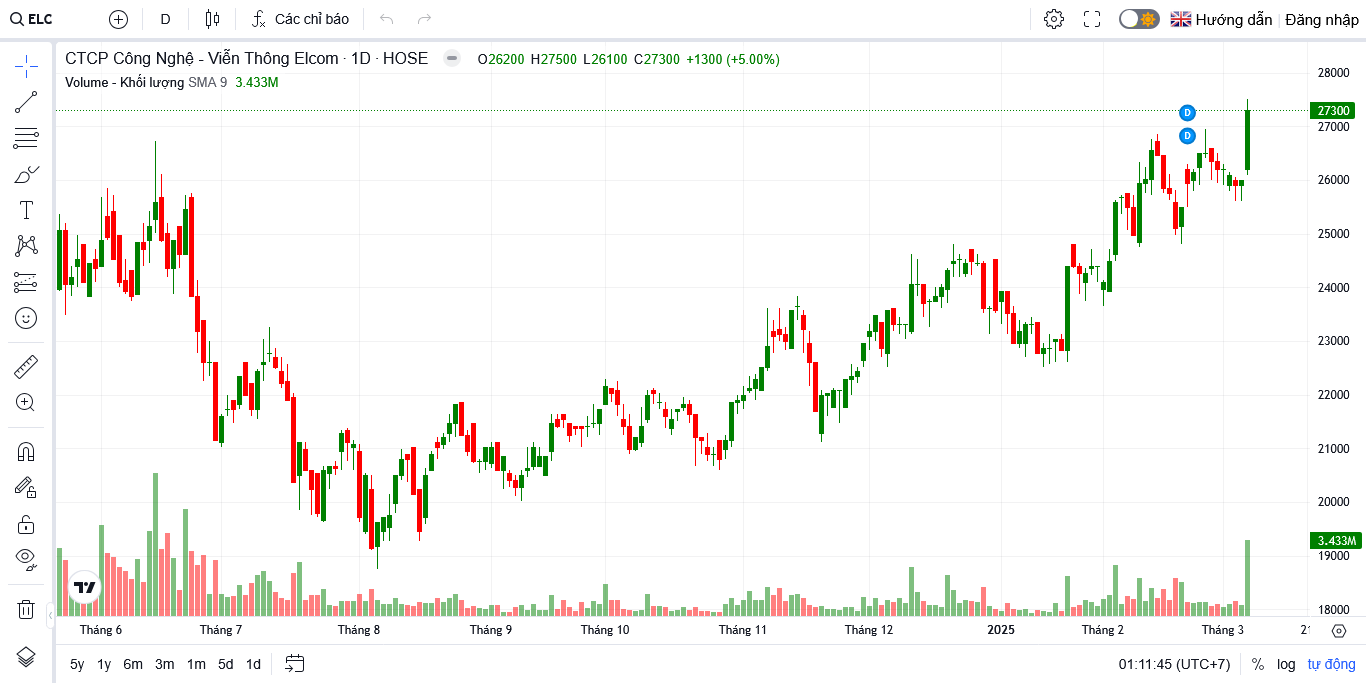 ELC D Các chỉ báo Hướng dẫn Đăng nhập
CTCP Công Nghệ - Viễn Thông Elcom · 1D · HOSE O26200 H27500 L26100 C27300 +1300 (+5.00%)
Volume - Khối lượng SMA 9 3.433M
28000
27300
27000
26000
25000
24000
23000
22000
21000
20000
3.433M
19000
18000
D
D
Tháng 6 Tháng 7 Tháng 8 Tháng 9 Tháng 10 Tháng 11 Tháng 12 2025 Tháng 2 Tháng 3 21
5y 1y 6m 3m 1m 5d 1d 01:11:45 (UTC+7) % log tự động